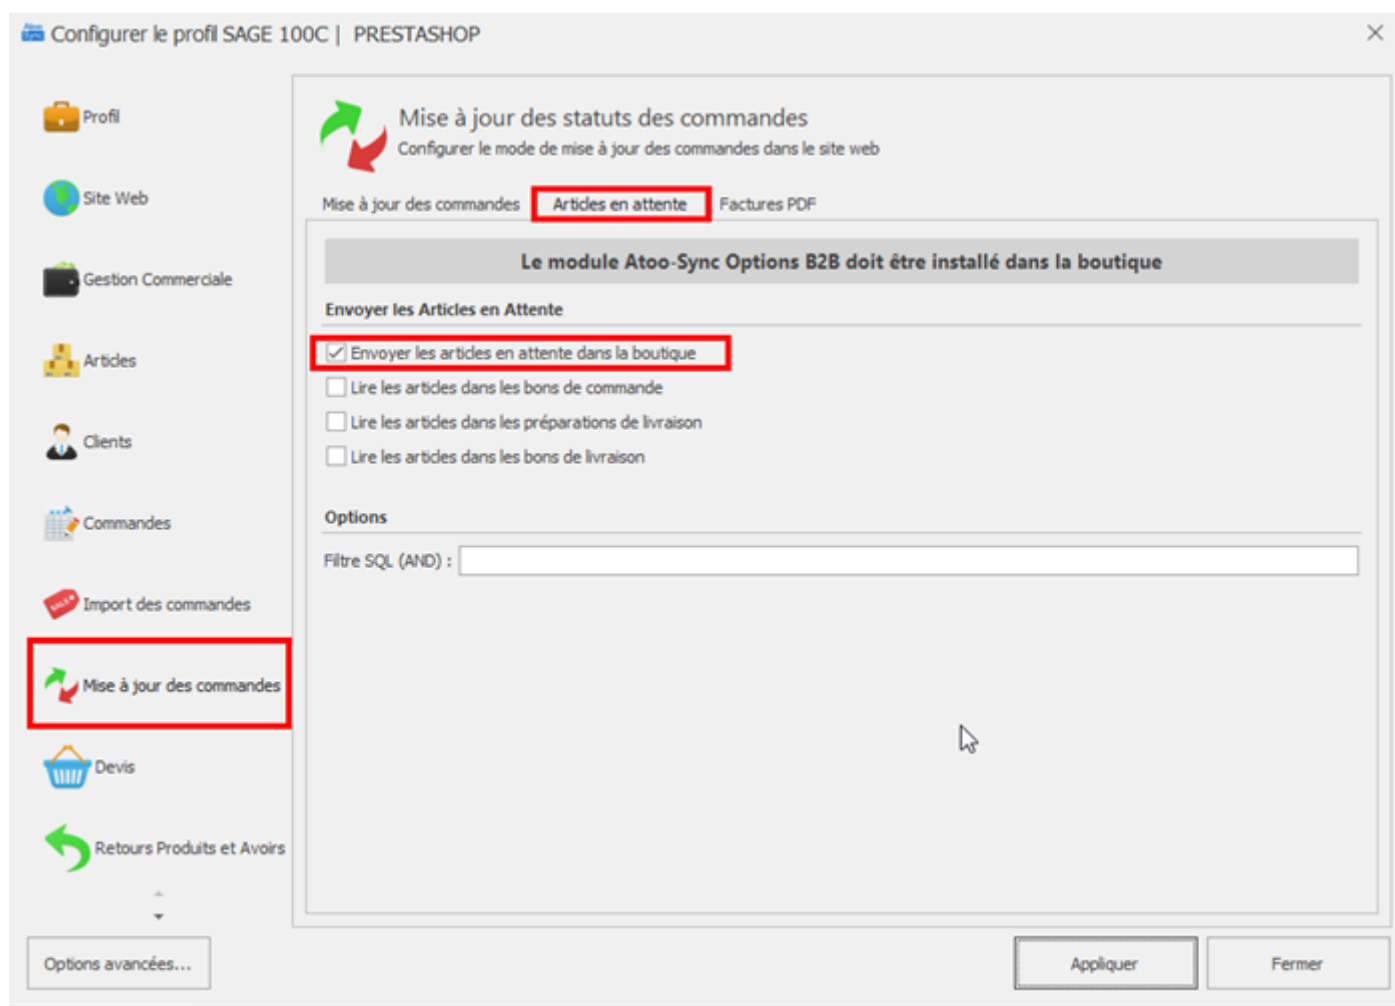 Configurer le profil SAGE 100C | PRESTASHOP
Profil
Site Web
Gestion Commerciale
Articles
Clients
Commandes
Import des commandes
Mise à jour des commandes
Devis
Retours Produits et Avoirs
Options avancées...
Mise à jour des statuts des commandes
Configurer le mode de mise à jour des commandes dans le site web
Mise à jour des commandes Articles en attente Factures PDF
Le module Atoo-Sync Options B2B doit être installé dans la boutique
Envoyer les Articles en Attente
Envoyer les articles en attente dans la boutique
Lire les articles dans les bons de commande
Lire les articles dans les préparations de livraison
Lire les articles dans les bons de livraison
Options
Filtre SQL (AND) :
Appliquer Fermer